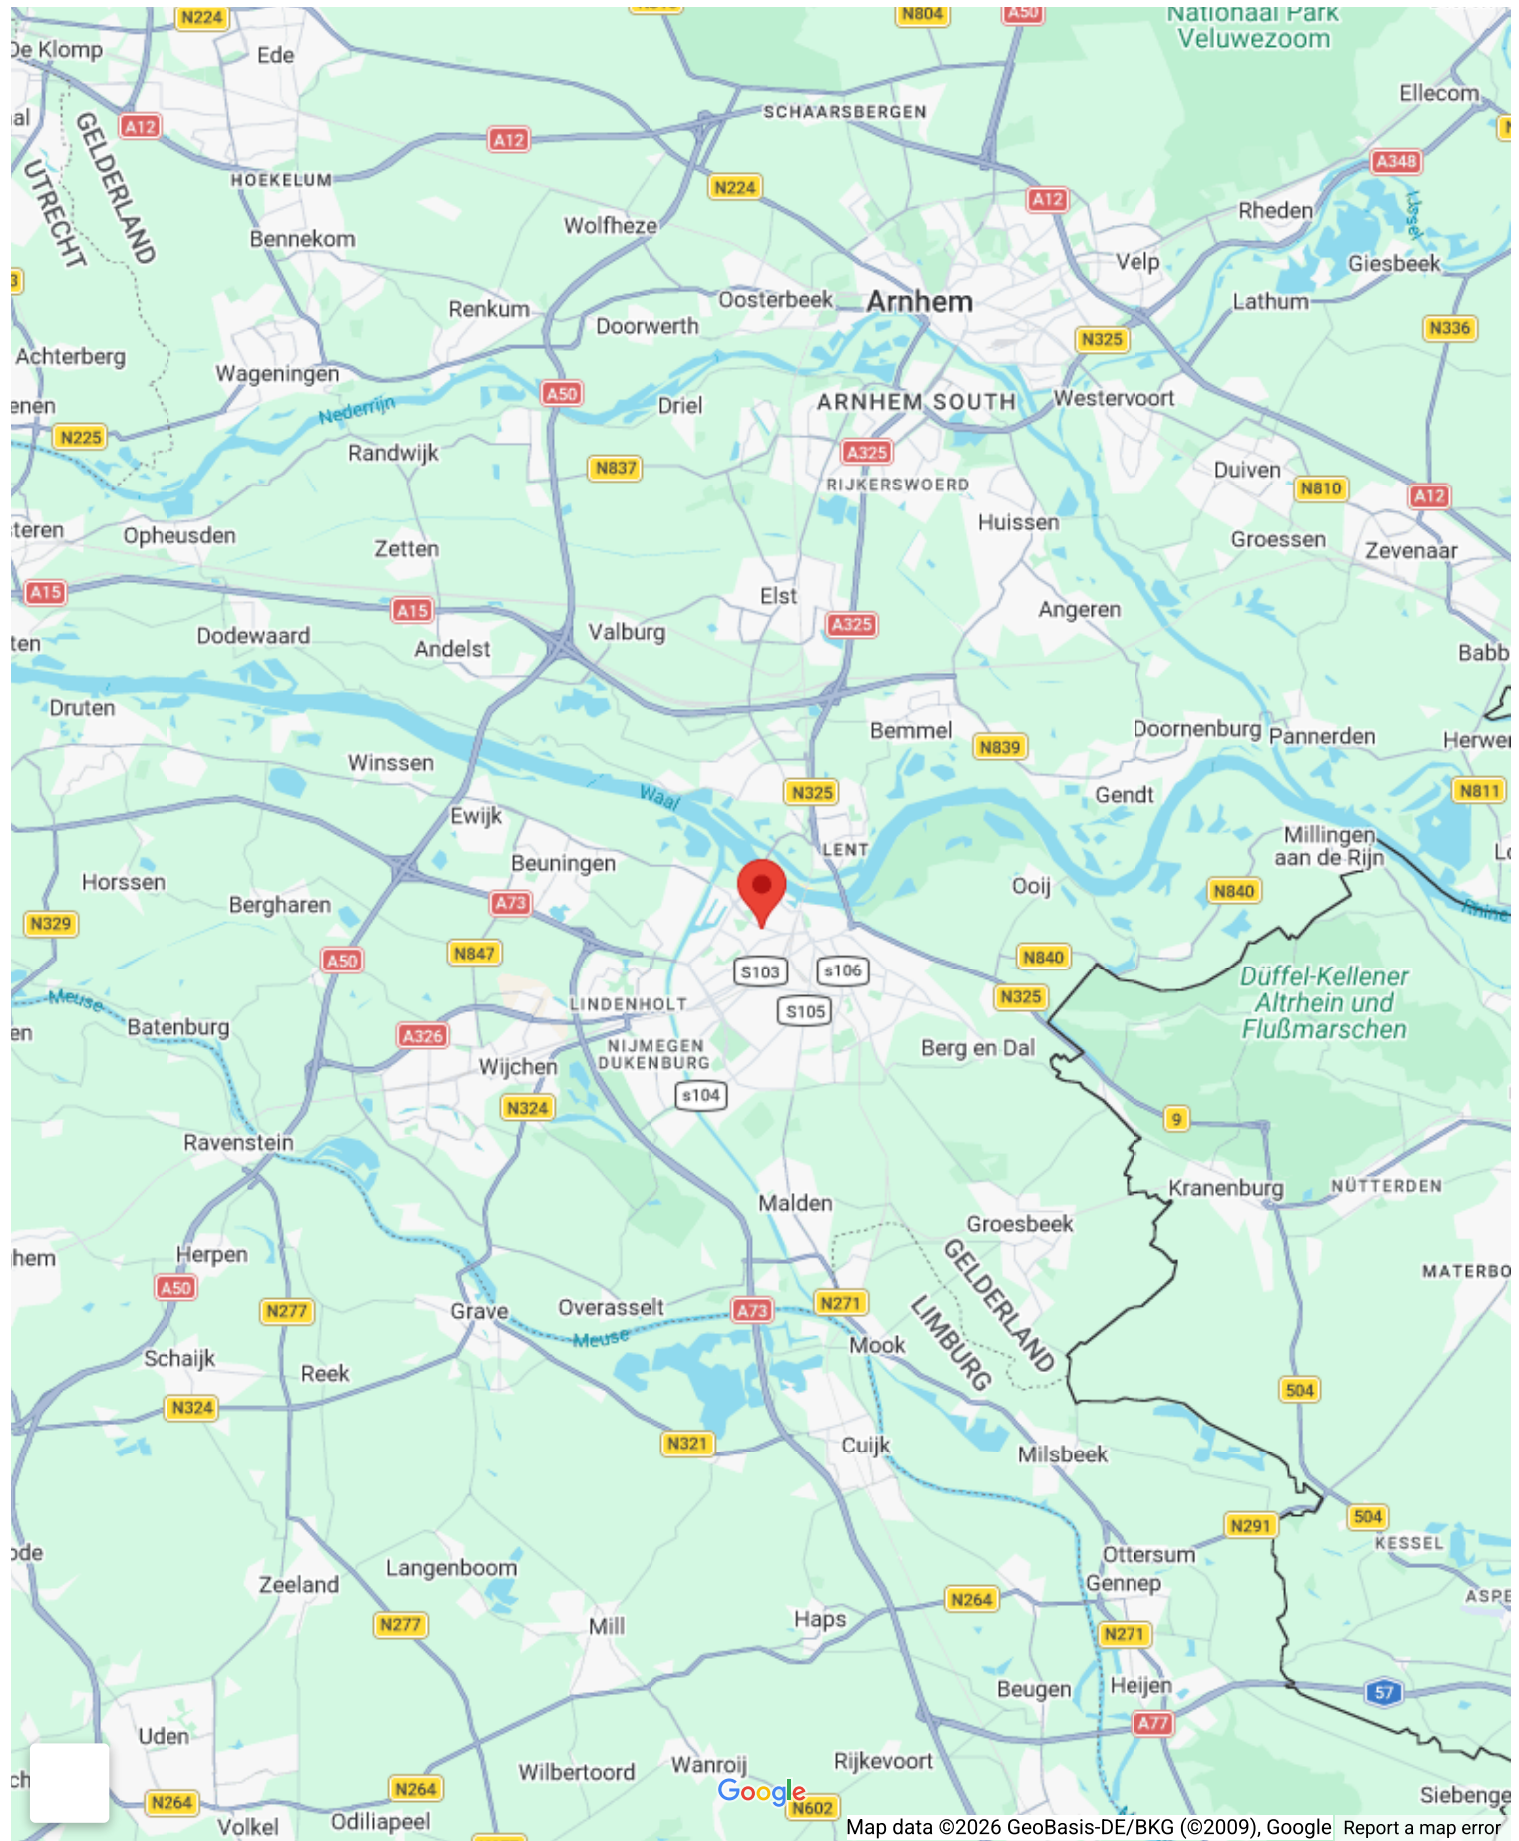 N224
N804
A50
Nationaal Park
Veluwezoom
De Klomp
Ede
Ellecom
SCHAARSBERGEN
A12
A12
GELDERLAND
UTRECHT
A348
HOEKELUM
N224
A12
IJssel
Rheden
Wolfheze
Bennekom
Velp
Giesbeek
Renkum
Oosterbeek
Arnhem
Lathum
Doorwerth
N325
N336
Achterberg
Wageningen
A50
Westervoort
Nederrijn
Driel
ARNHEM SOUTH
N225
Randwijk
A325
N837
Duiven
RIJKERSWOERD
N810
A12
Huissen
Opheusden
Zetten
Groessen
Zevenaar
A15
A15
Elst
Angeren
A325
Dodewaard
Valburg
Andelst
Babb
Druten
Bemmel
Doornenburg
Pannerden
N839
Winssen
N325
Waal
Gendt
N811
Ewijk
Millingen
aan de Rijn
LENT
Beuningen
Horssen
Ooij
N840
Bergharen
A73
Rhine
N329
N847
A50
N840
S103
s106
Düffel-Kellener
Altrhein und
Flußmarschen
N325
Meuse
LINDENHOLT
S105
Batenburg
A326
NIJMEGEN
DUKENBURG
Berg en Dal
Wijchen
s104
N324
9
Ravenstein
Malden
Kranenburg
NÜTTERDEN
Groesbeek
Herpen
GELDERLAND
LIMBURG
MATERBO
A50
N277
Grave
Overasselt
A73
N271
Meuse
Mook
Schaijk
Reek
504
N324
N321
Cuijk
Milsbeek
504
N291
KESSEL
Ottersum
Langenboom
Zeeland
Gennep
N264
ASPE
N277
Mill
Haps
N271
Beugen
Heijen
57
A77
Uden
Wilbertoord
Wanroij
Rijkevoort
Google
N264
N264
N602
Siebenge
Volkel
Odiliapeel
Map data ©2026 GeoBasis-DE/BKG (©2009), Google
Report a map error